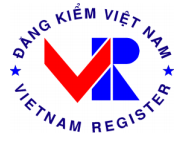 ĐĂNG KIỂM VIỆT NAM
VR
VIETNAM REGISTER